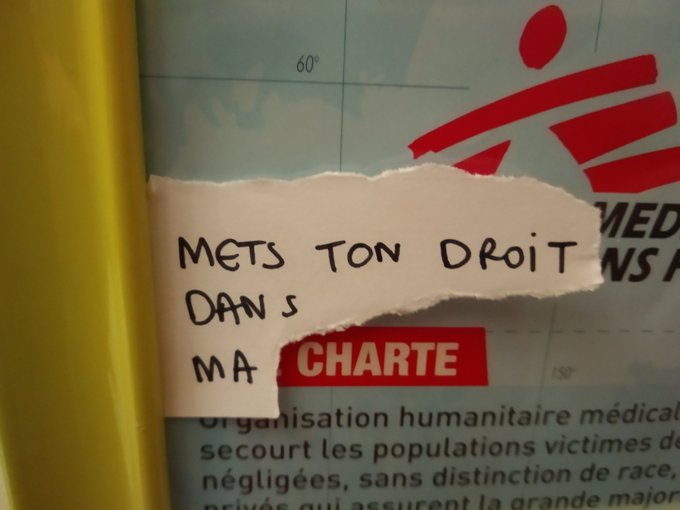 60°
MED
NS F
METS TON DROiT
DANS
MA CHARTE
150°
organisation humanitaire médical
secourt les populations victimes de
négligées, sans distinction de race,
privés qui assurent la grande major